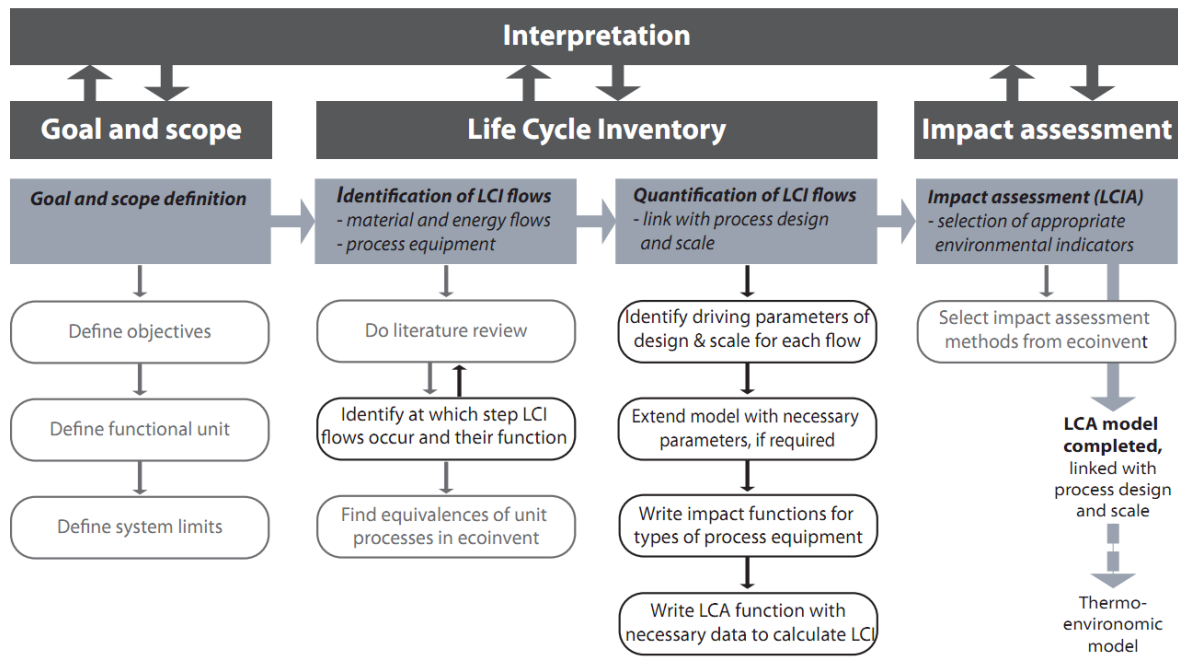 Interpretation
Goal and scope
Life Cycle Inventory
Impact assessment
Goal and scope definition
Identification of LCI flows
- material and energy flows
- process equipment
Quantification of LCI flows
- link with process design
and scale
Impact assessment (LCIA)
- selection of appropriate
environmental indicators
Define objectives
Define functional unit
Define system limits
Do literature review
Identify at which step LCI
flows occur and their function
Find equivalences of unit
processes in ecoinvent
Identify driving parameters of
design & scale for each flow
Extend model with necessary
parameters, if required
Write impact functions for
types of process equipment
Write LCA function with
necessary data to calculate LCI
Select impact assessment
methods from ecoinvent
LCA model
completed,
linked with
process design
and scale
Thermo-
environomic
model